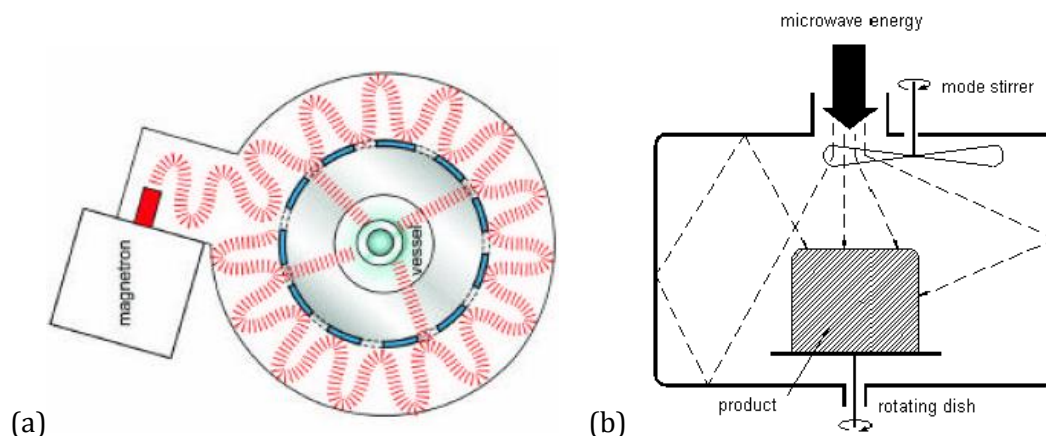 magnetron
vessel
(a)
microwave energy
mode stirrer
product
rotating dish
(b)